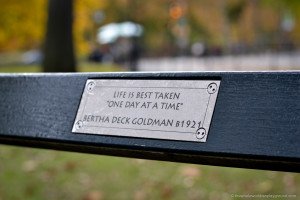 LIFE IS BEST TAKEN
"ONE DAY AT A TIME"
BERTHA DECK GOLDMAN B1921